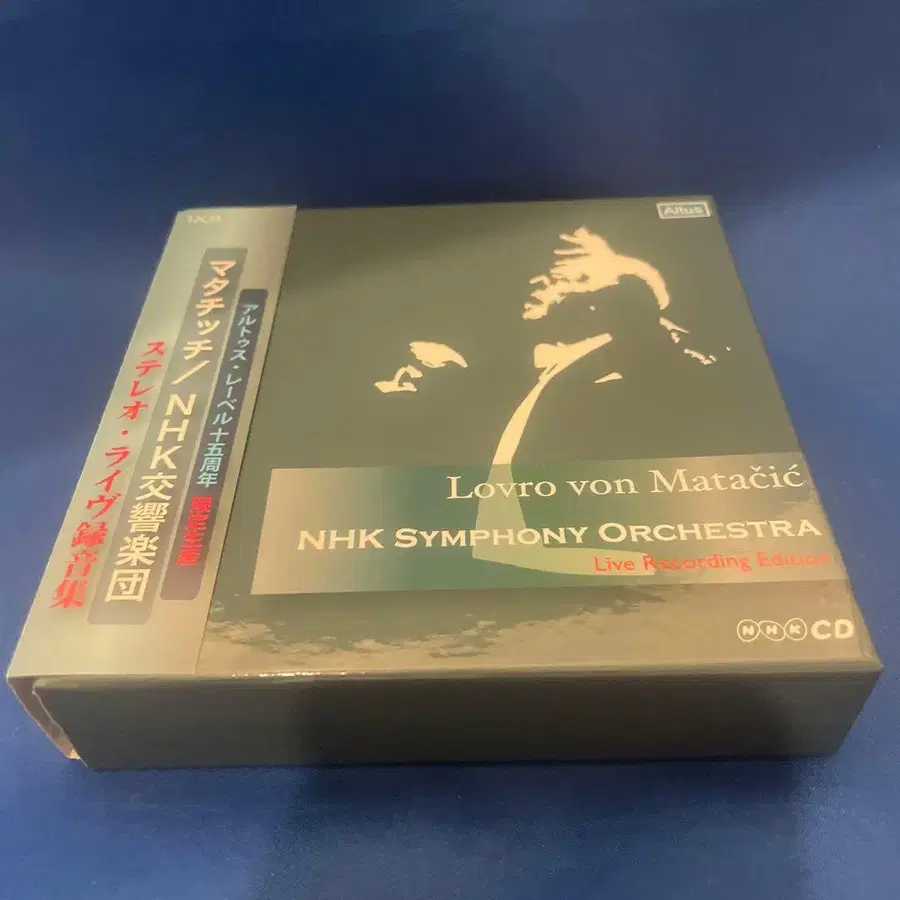 アルトゥス・レーベル十五周年 限定生産
マタチッチ/NHK交響楽団
ステレオ・ライヴ録音集
Altus
Lovro von Matačić
NHK SYMPHONY ORCHESTRA
Live Recording Edition
NHK CD